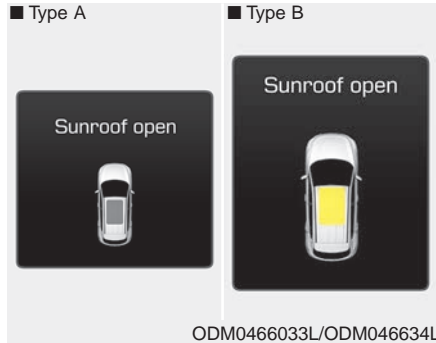 ■ Type A
■ Type B
Sunroof open
Sunroof open
ODM0466033L/ODM046634L